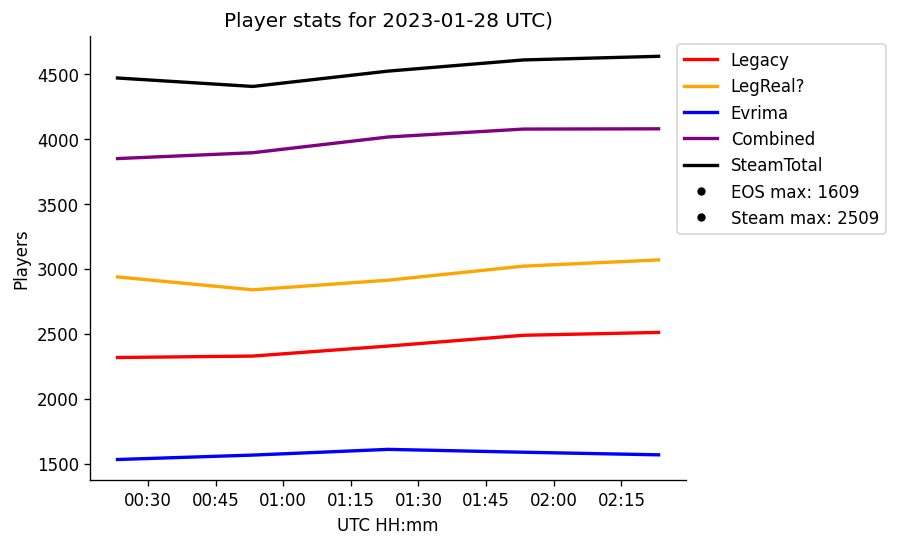 Player stats for 2023-01-28 UTC)
Legacy
LegReal?
Evrima
Combined
SteamTotal
EOS max: 1609
Steam max: 2509
Players
4500
4000
3500
3000
2500
2000
1500
00:30 00:45 01:00 01:15 01:30 01:45 02:00 02:15
UTC HH:mm